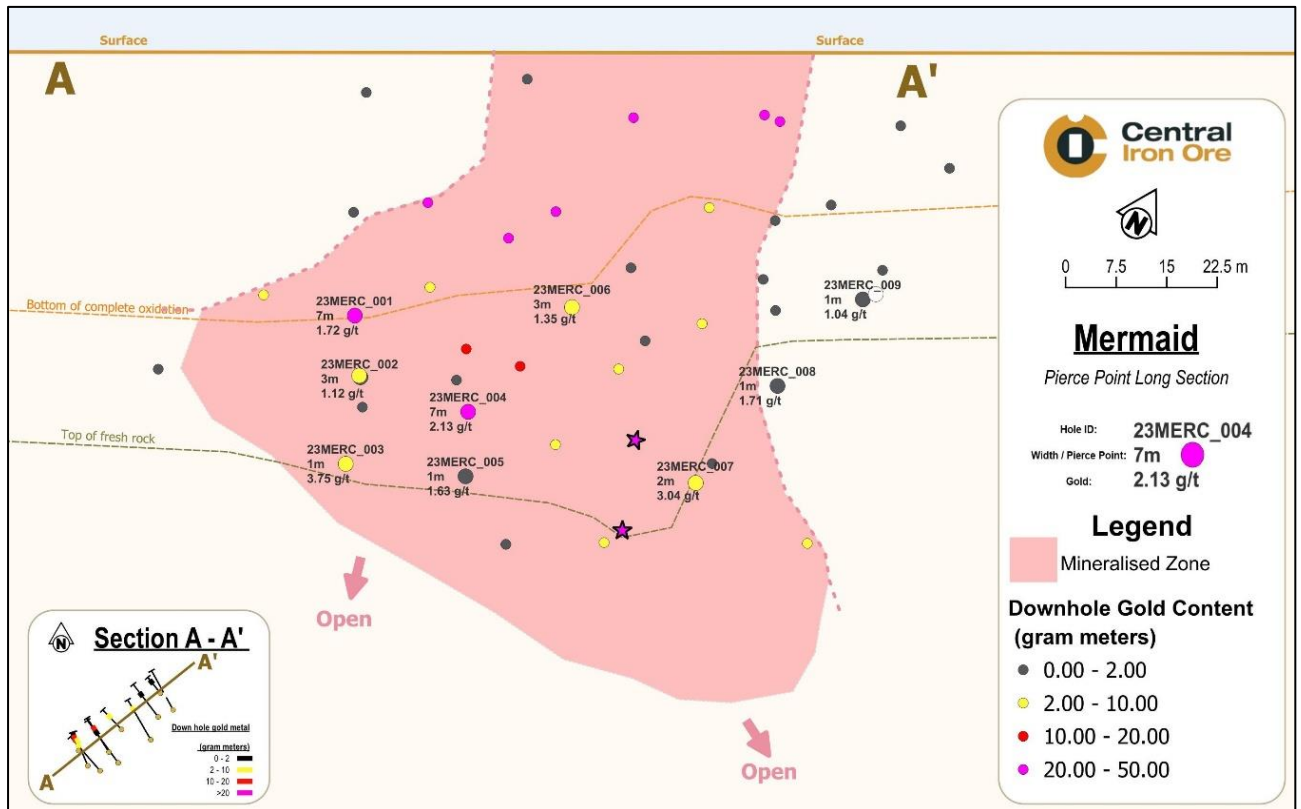 Surface
Surface
A
A'
Central
Iron Ore
N
0 7.5 15 22.5 m
Mermaid
Pierce Point Long Section
Hole ID: 23MERC_004
Width / Pierce Point: 7m
Gold: 2.13 g/t
Legend
Mineralised Zone
Downhole Gold Content
(gram meters)
0.00 - 2.00
2.00 - 10.00
10.00 - 20.00
20.00 - 50.00
Bottom of complete oxidation
23MERC_001
7m
1.72 g/t
23MERC_006
3m
1.35 g/t
23MERC_009
1m
1.04 g/t
23MERC_002
3m
1.12 g/t
23MERC_004
7m
2.13 g/t
23MERC_008
1m
1.71 g/t
Top of fresh rock
23MERC_003
1m
3.75 g/t
23MERC_005
1m
1.63 g/t
23MERC_007
2m
3.04 g/t
Open
Open
N
Section A - A'
A'
A
Down hole gold metal
(gram meters)
0 - 2
2 - 10
10 - 20
>20